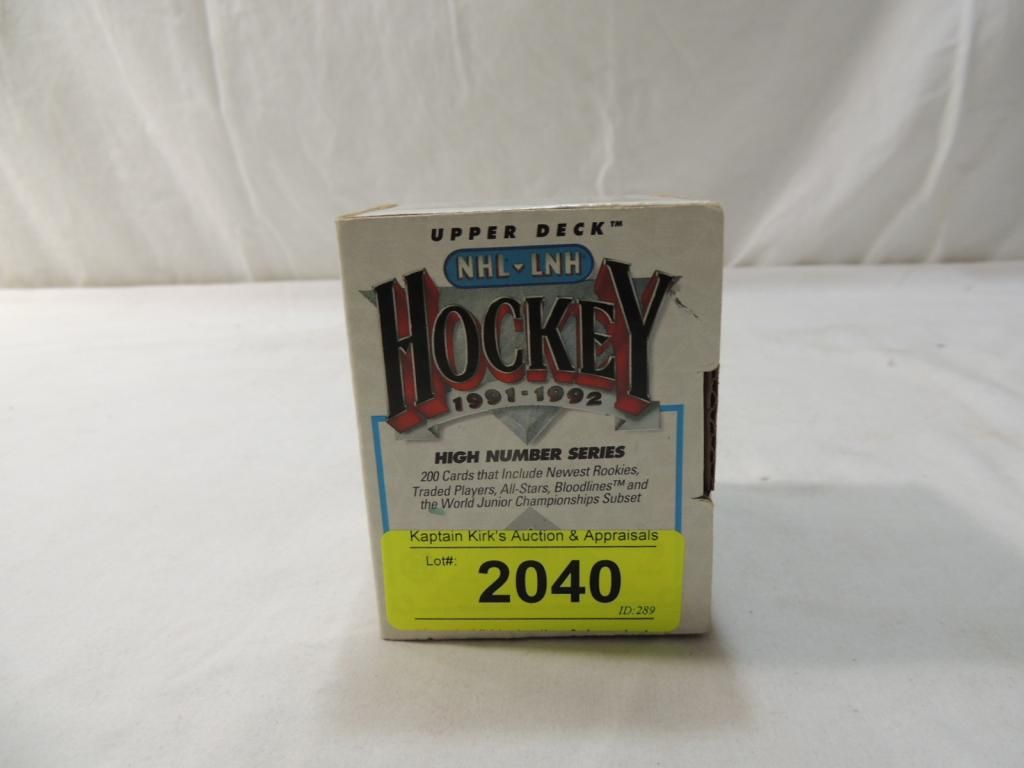 UPPER DECK™
NHL LNH
HOCKEY
1991-1992
HIGH NUMBER SERIES
200 Cards that Include Newest Rookies,
Traded Players, All-Stars, Bloodlines™ and
the World Junior Championships Subset
Kaptain Kirk's Auction & Appraisals
Lot#:
2040
ID:289